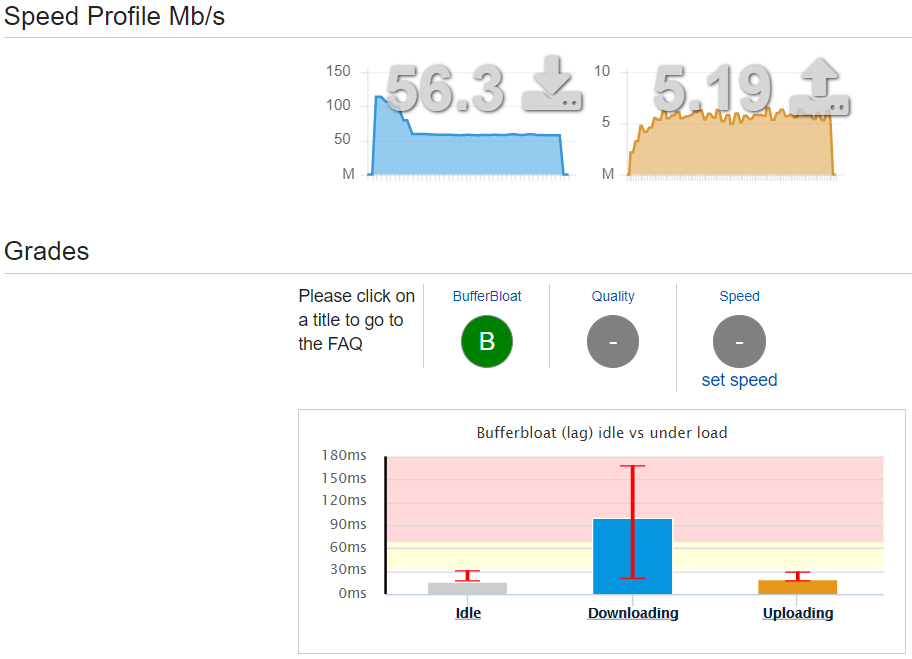 Speed Profile Mb/s
150
100
50
M
56.3
10
5
M
5.19
Grades
Please click on
a title to go to
the FAQ
BufferBloat
B
Quality
-
Speed
-
set speed
Bufferbloat (lag) idle vs under load
180ms
150ms
120ms
90ms
60ms
30ms
0ms
Idle
Downloading
Uploading